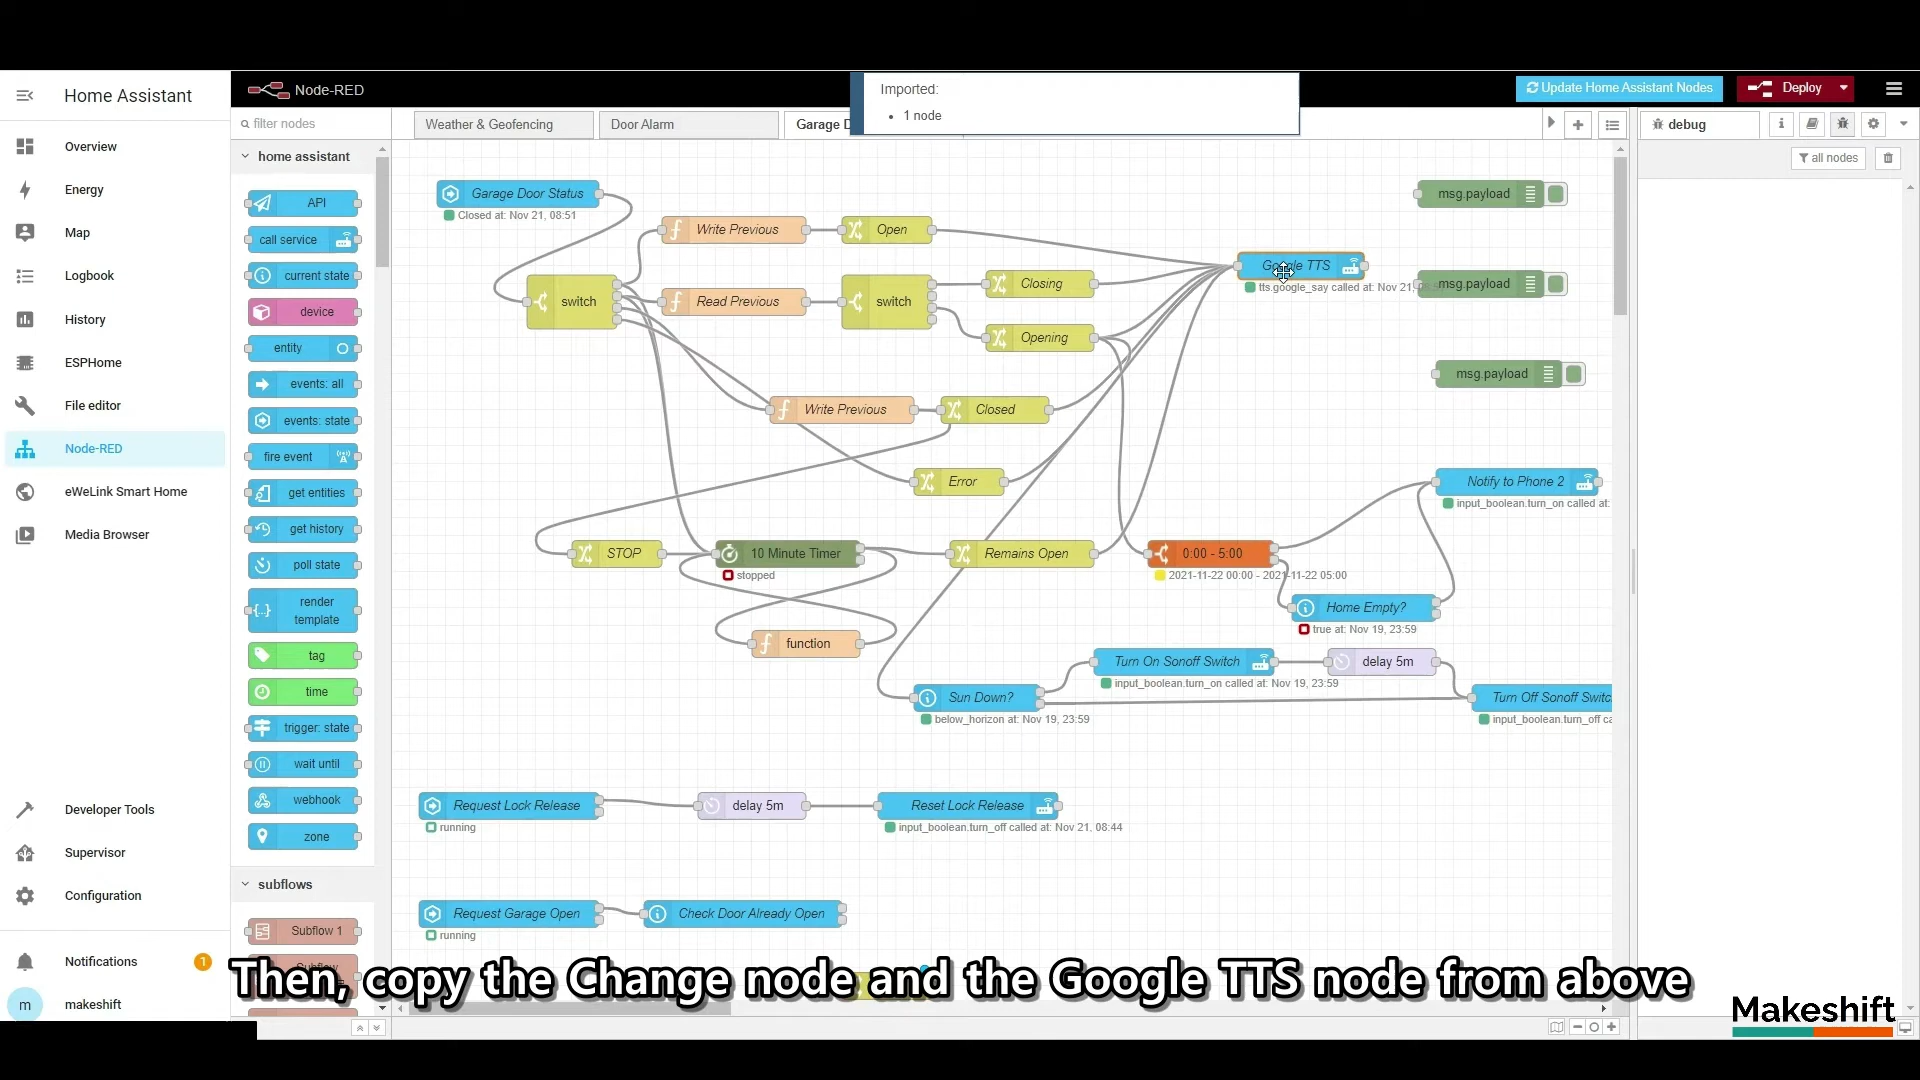 Home Assistant
Overview
Energy
Map
Logbook
History
ESPHome
File editor
Node-RED
eWeLink Smart Home
Media Browser
Developer Tools
Supervisor
Configuration
Notifications
1
m
makeshift
Node-RED
Imported:
1 node
Update Home Assistant Nodes
Deploy
filter nodes
Weather & Geofencing
Door Alarm
Garage D
debug
all nodes
home assistant
API
call service
current state
device
entity
events: all
events: state
fire event
get entities
get history
poll state
render
template
tag
time
trigger: state
wait until
webhook
zone
subflows
Subflow 1
Garage Door Status
Closed at: Nov 21, 08:51
Write Previous
Open
switch
Read Previous
switch
Closing
Opening
Google TTS
tts.google_say called at: Nov 21,
msg.payload
msg.payload
msg.payload
Write Previous
Closed
Error
Notify to Phone 2
input_boolean.turn_on called at:
STOP
10 Minute Timer
stopped
Remains Open
0:00 - 5:00
2021-11-22 00:00 - 2021-11-22 05:00
function
Home Empty?
true at: Nov 19, 23:59
Turn On Sonoff Switch
input_boolean.turn_on called at: Nov 19, 23:59
delay 5m
Sun Down?
below_horizon at: Nov 19, 23:59
Turn Off Sonoff Switc
input_boolean.turn_off ca
Request Lock Release
running
delay 5m
Reset Lock Release
input_boolean.turn_off called at: Nov 21, 08:44
Request Garage Open
running
Check Door Already Open
Then, copy the Change node and the Google TTS node from above
Makeshift